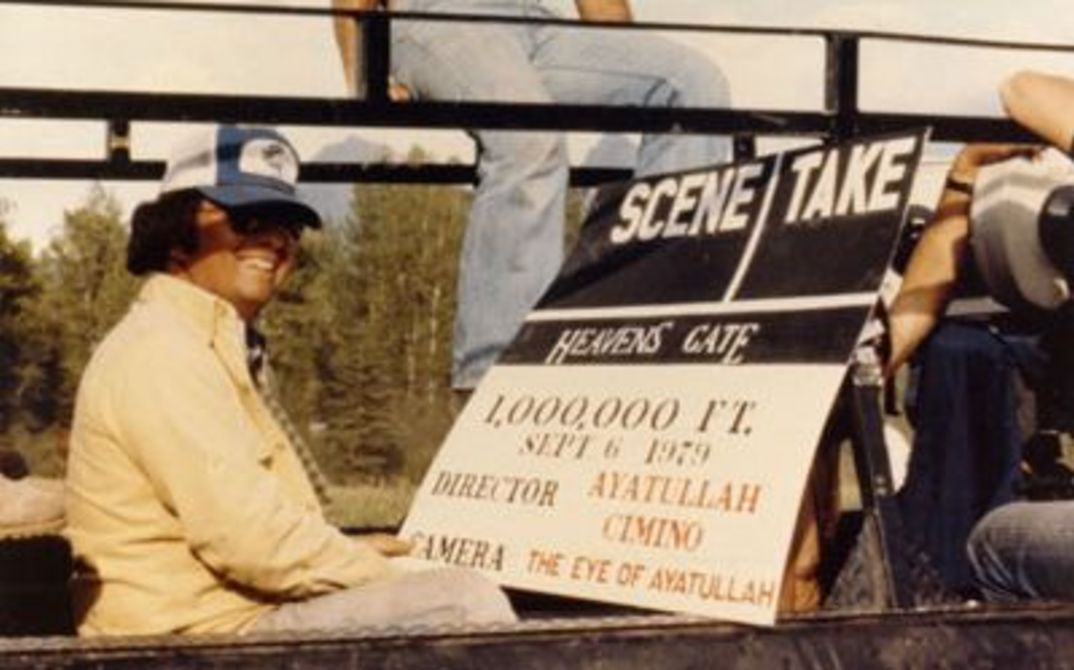 SCENE TAKE
HEAVENS GATE
1,000,000 FT.
SEPT 6 1979
DIRECTOR AYATULLAH
CIMINO
CAMERA THE EYE OF AYATULLAH